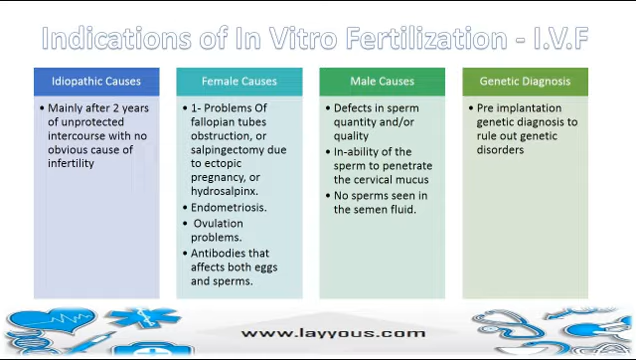 Indications of In Vitro Fertilization - I.V.F
Idiopathic Causes
• Mainly after 2 years
of unprotected
intercourse with no
obvious cause of
infertility
Female Causes
• 1- Problems Of
fallopian tubes
obstruction, or
salpingectomy due
to ectopic
pregnancy, or
hydrosalpinx.
• Endometriosis.
• Ovulation
problems.
• Antibodies that
affects both eggs
and sperms.
Male Causes
• Defects in sperm
quantity and/or
quality
• In-ability of the
sperm to penetrate
the cervical mucus
• No sperms seen in
the semen fluid.
Genetic Diagnosis
• Pre implantation
genetic diagnosis to
rule out genetic
disorders
www.layyous.com